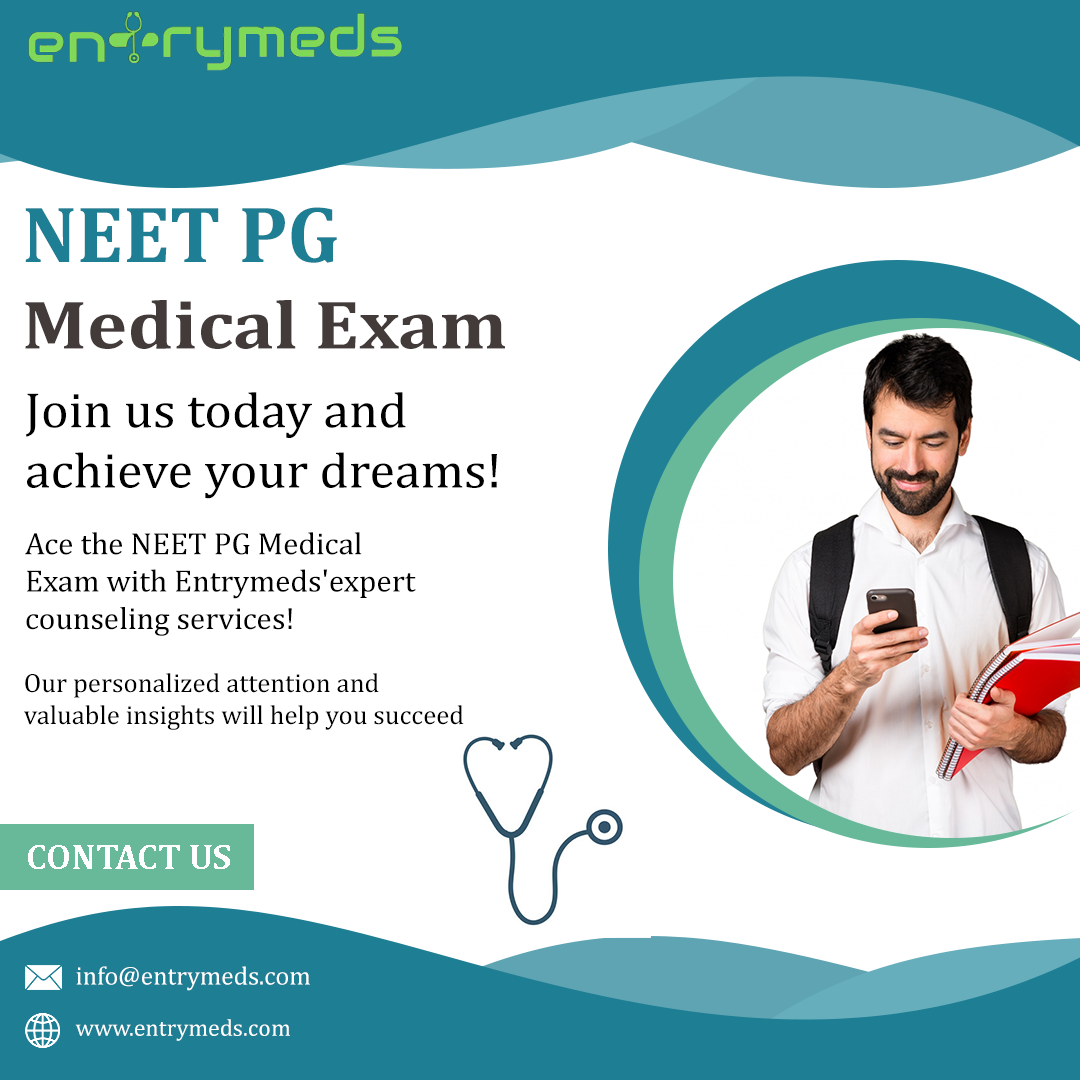 entrymeds
NEET PG
Medical Exam
Join us today and
achieve your dreams!
Ace the NEET PG Medical
Exam with Entrymeds'expert
counseling services!
Our personalized attention and
valuable insights will help you succeed
CONTACT US
info@entrymeds.com
www.entrymeds.com